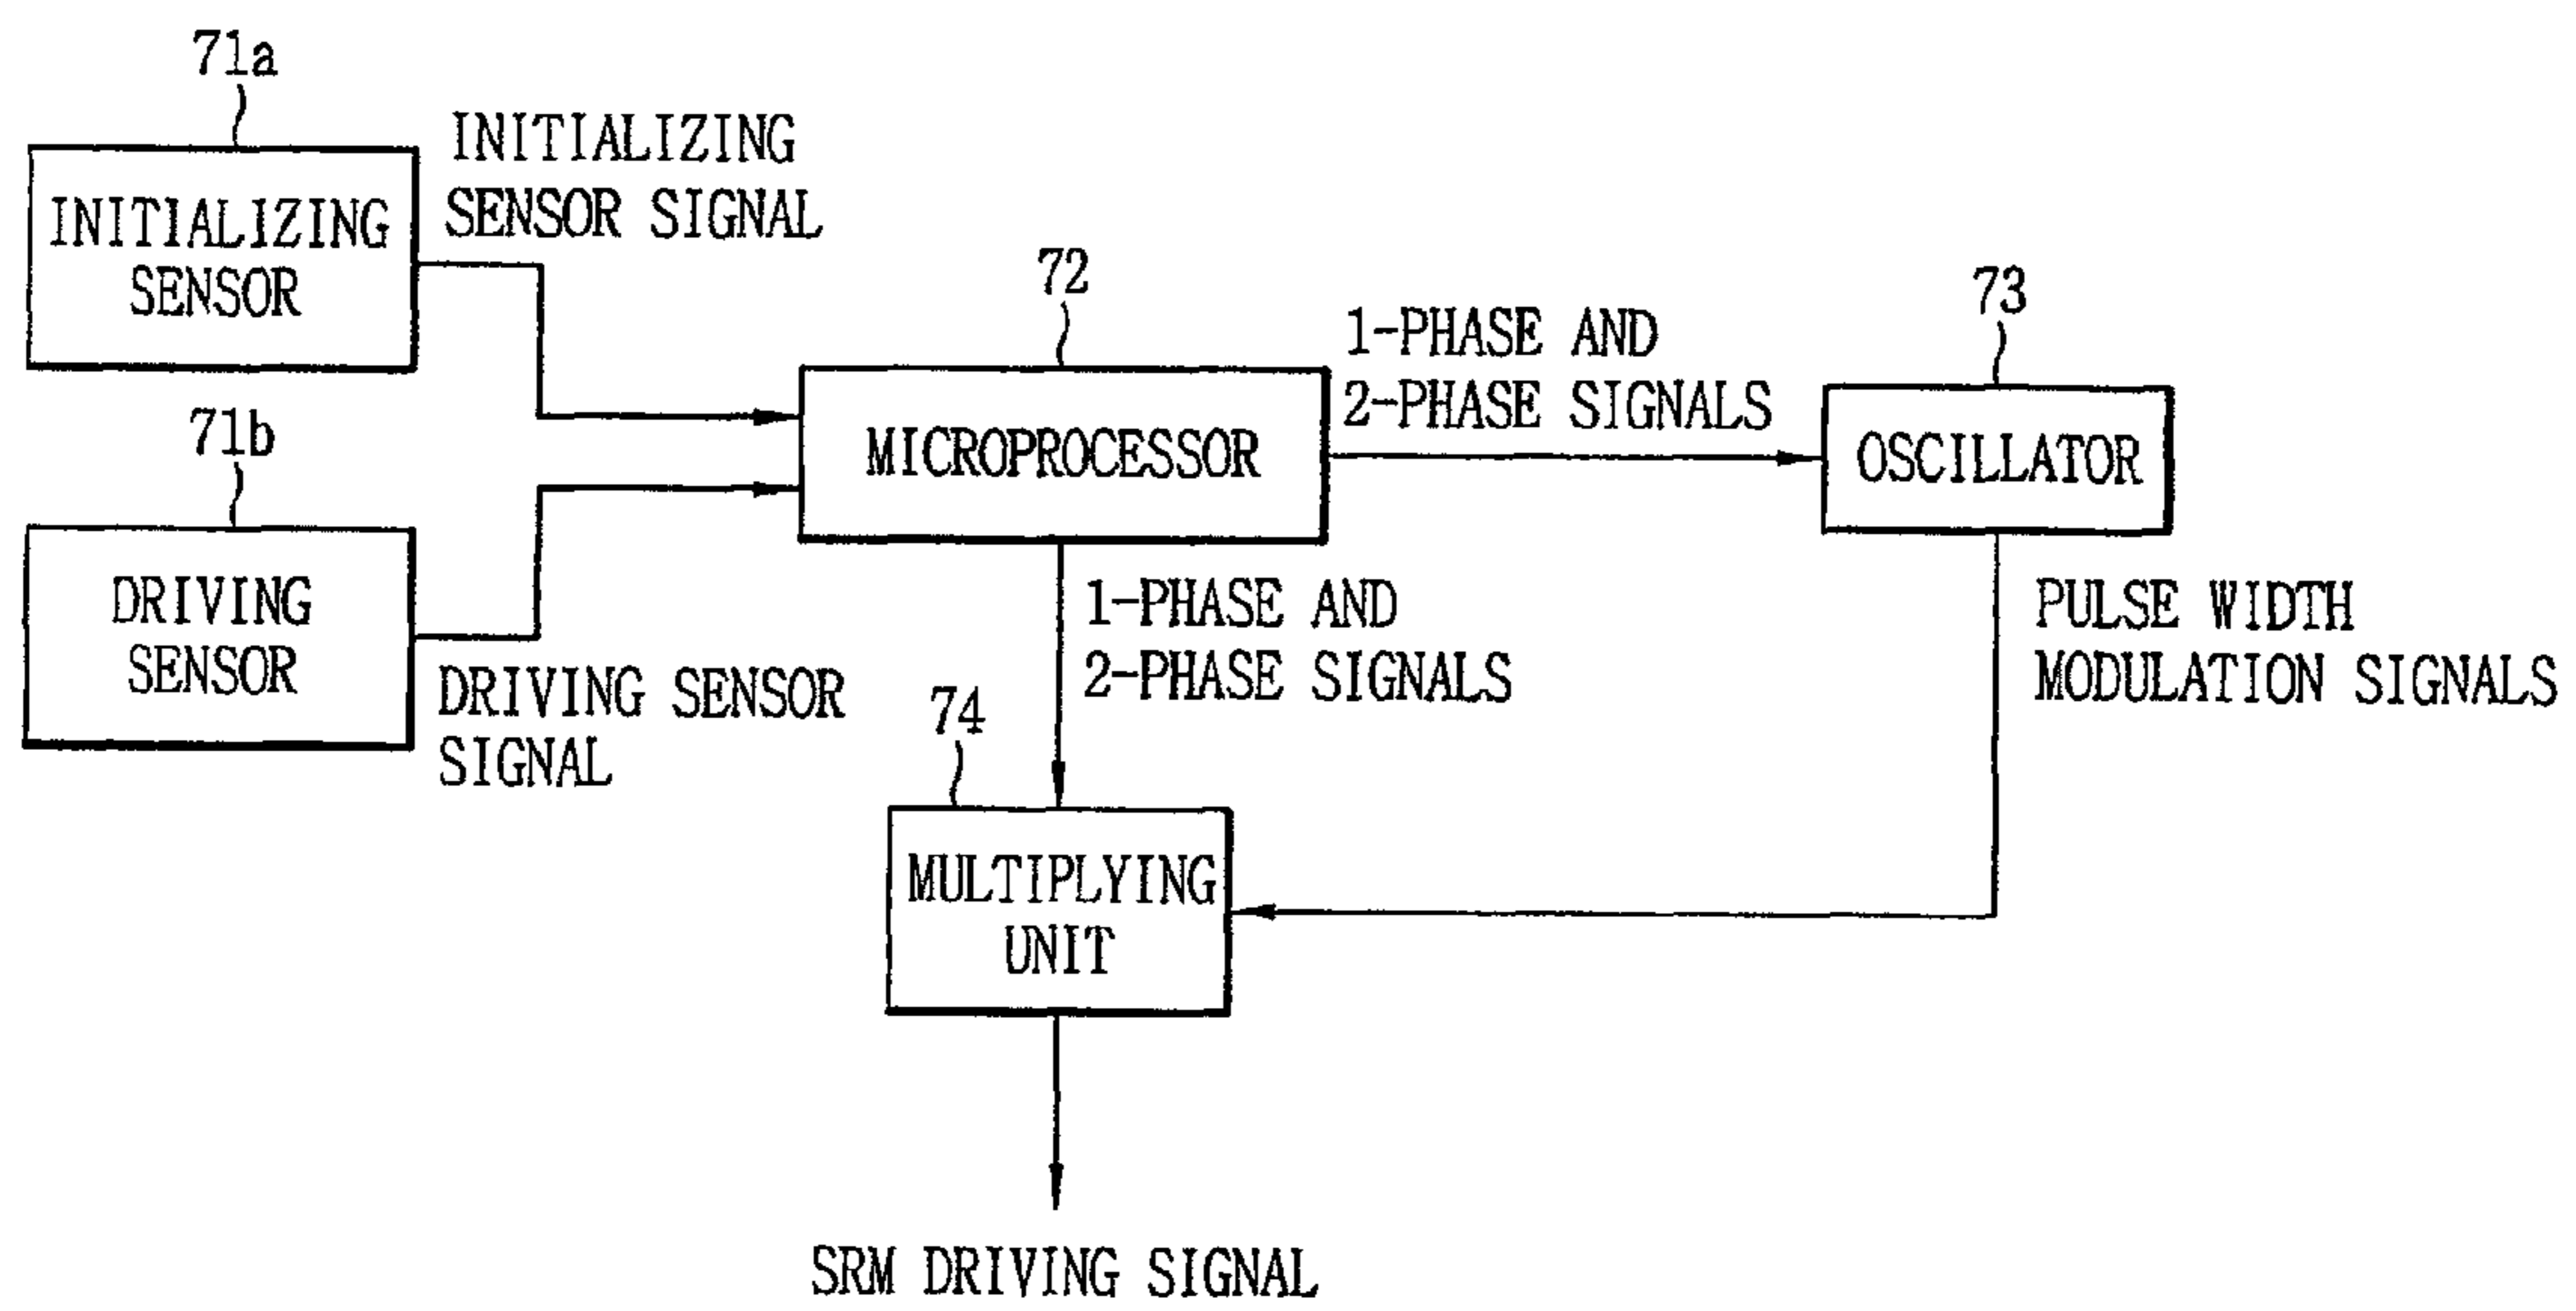 71a
INITIALIZING
SENSOR SIGNAL
INITIALIZING
SENSOR
72
73
1-PHASE AND
2-PHASE SIGNALS
71b
MICROPROCESSOR
OSCILLATOR
DRIVING
SENSOR
DRIVING SENSOR
SIGNAL
1-PHASE AND
2-PHASE SIGNALS
PULSE WIDTH
MODULATION SIGNALS
74
MULTIPLYING
UNIT
SRM DRIVING SIGNAL